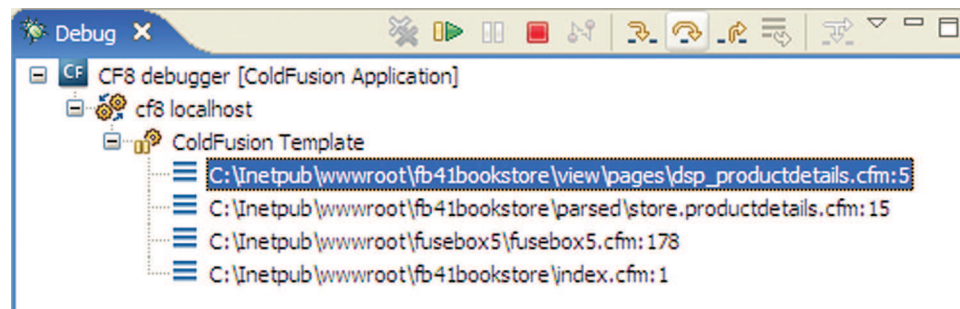 Debug
CF CF8 debugger [ColdFusion Application]
cf8 localhost
ColdFusion Template
C:\Inetpub\wwwroot\fb41bookstore\view\pages\dsp_productdetails.cfm:5
C:\Inetpub\wwwroot\fb41bookstore\parsed\store.productdetails.cfm:15
C:\Inetpub\wwwroot\fusebox5\fusebox5.cfm:178
C:\Inetpub\wwwroot\fb41bookstore\index.cfm:1